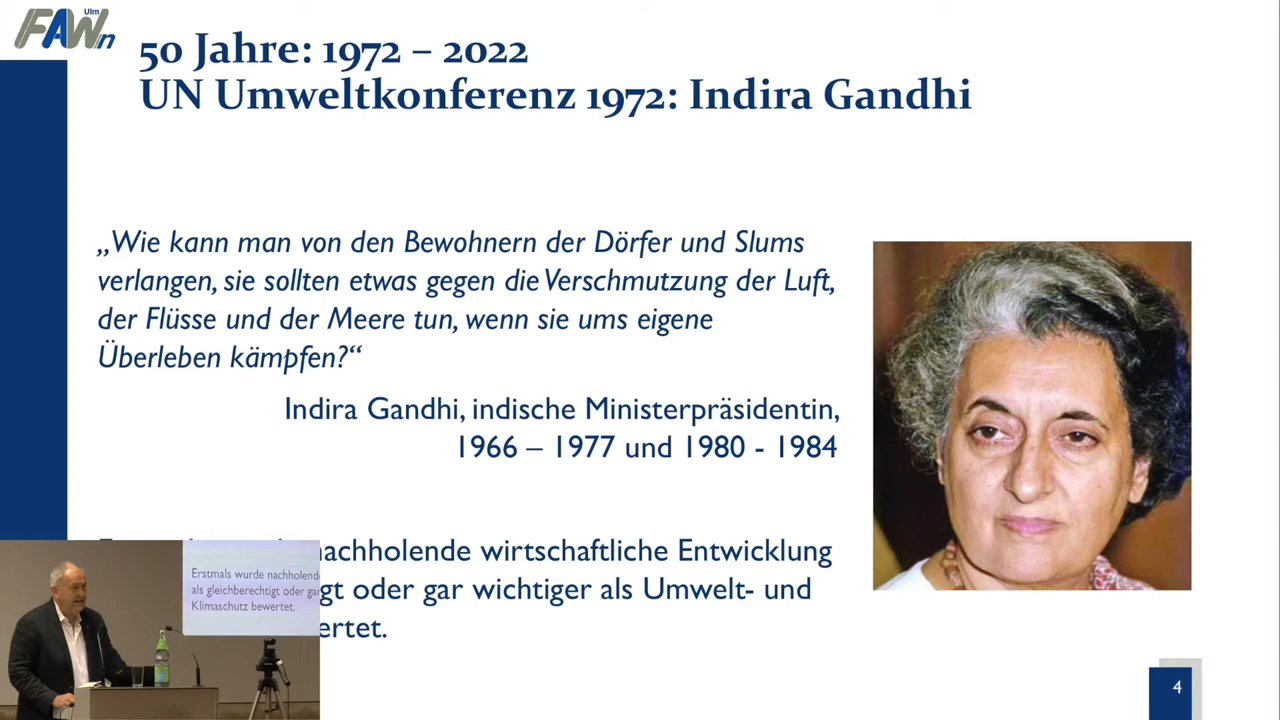 FAWn
Ulm
50 Jahre: 1972 – 2022
UN Umweltkonferenz 1972: Indira Gandhi
„Wie kann man von den Bewohnern der Dörfer und Slums
verlangen, sie sollten etwas gegen die Verschmutzung der Luft,
der Flüsse und der Meere tun, wenn sie ums eigene
Überleben kämpfen?“
Indira Gandhi, indische Ministerpräsidentin,
1966 – 1977 und 1980 - 1984
nachholende wirtschaftliche Entwicklung
gt oder gar wichtiger als Umwelt- und
ertet.
Erstmals wurde nachholend
als gleichberechtigt oder gar
Klimaschutz bewertet.
4